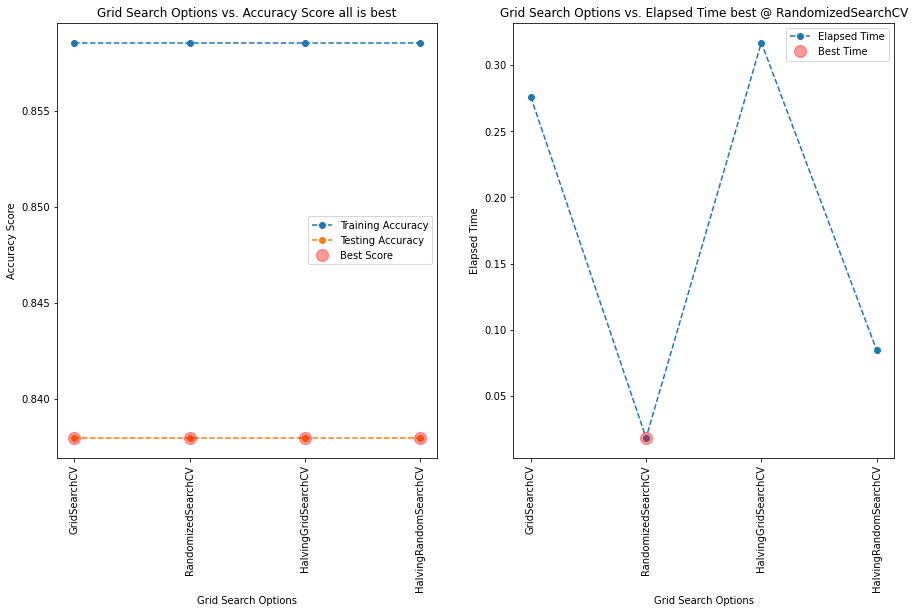 Grid Search Options vs. Accuracy Score all is best
0.855
0.850
0.845
0.840
Accuracy Score
Training Accuracy
Testing Accuracy
Best Score
GridSearchCV
RandomizedSearchCV
HalvingGridSearchCV
HalvingRandomSearchCV
Grid Search Options
Grid Search Options vs. Elapsed Time best @ RandomizedSearchCV
0.30
0.25
0.20
0.15
0.10
0.05
Elapsed Time
Elapsed Time
Best Time
GridSearchCV
RandomizedSearchCV
HalvingGridSearchCV
HalvingRandomSearchCV
Grid Search Options